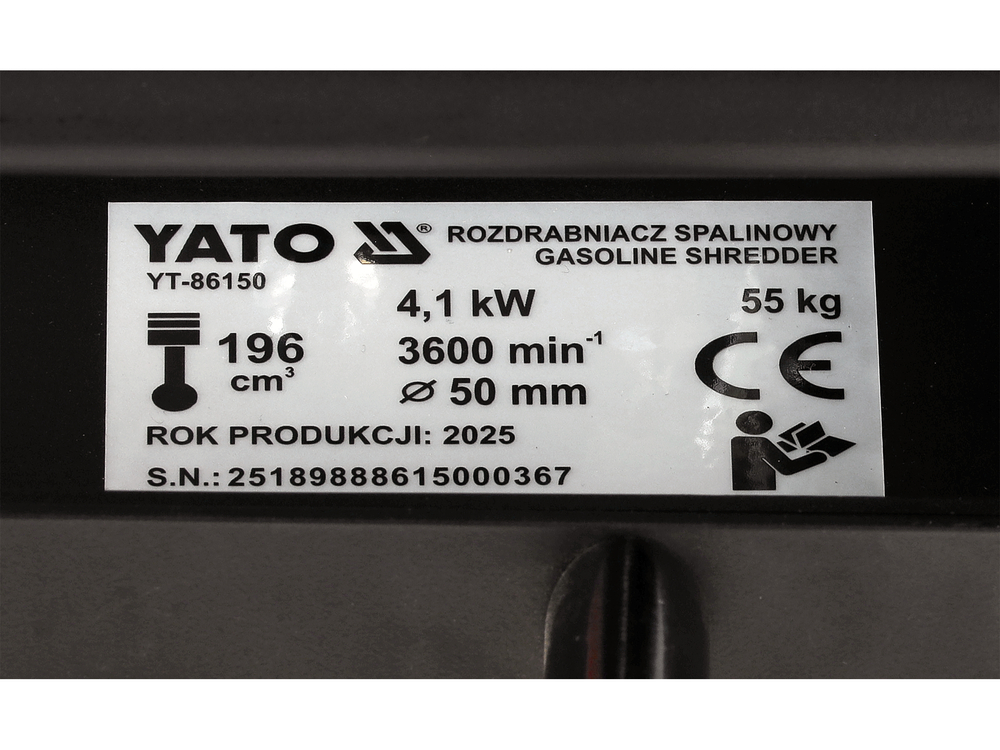 YATO ® ROZDRABNIACZ SPALINOWY
YT-86150 GASOLINE SHREDDER
4,1 kW 55 kg
196 cm³ 3600 min⁻¹
⌀ 50 mm
CE
ROK PRODUKCJI: 2025
S.N.: 25189888615000367